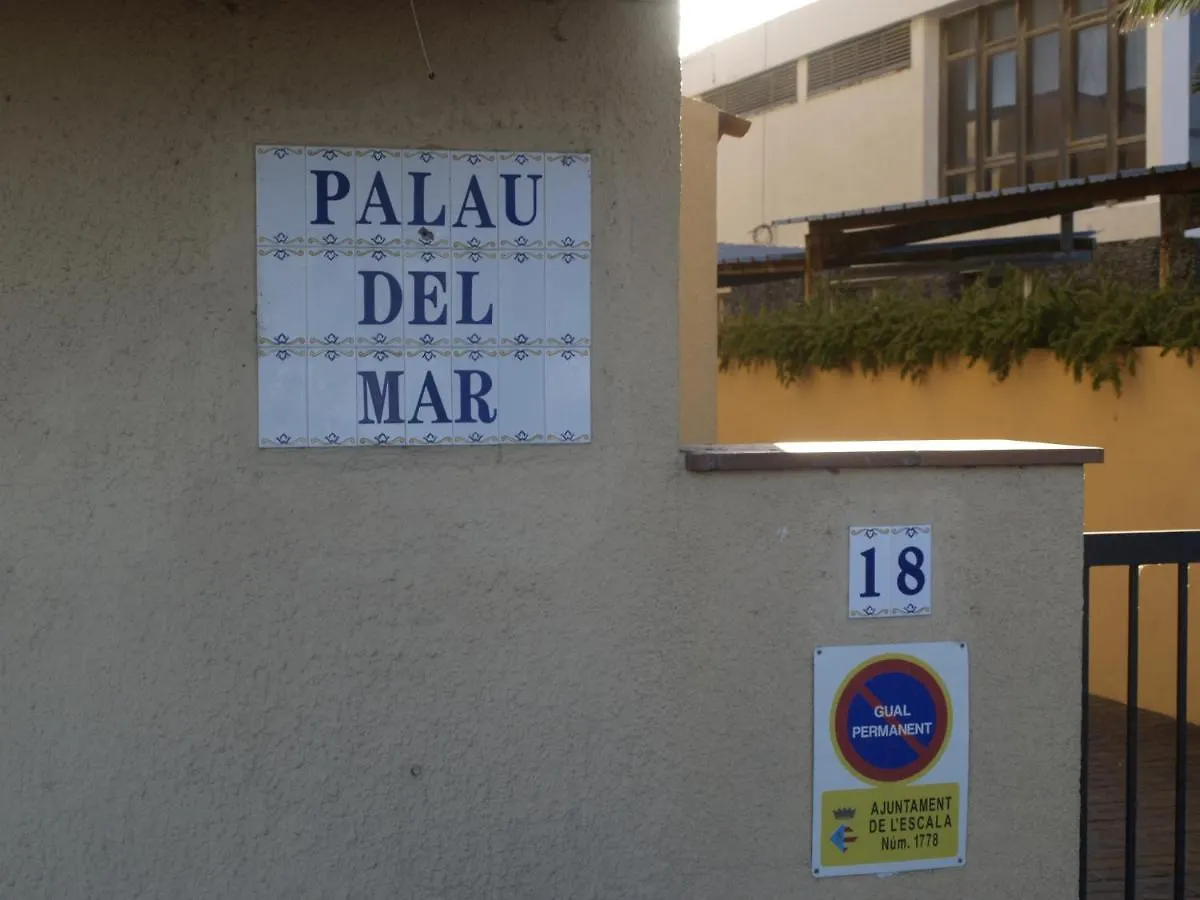 PALAU
DEL
MAR
18
GUAL
PERMANENT
AJUNTAMENT
DE L'ESCALA
Núm. 1778